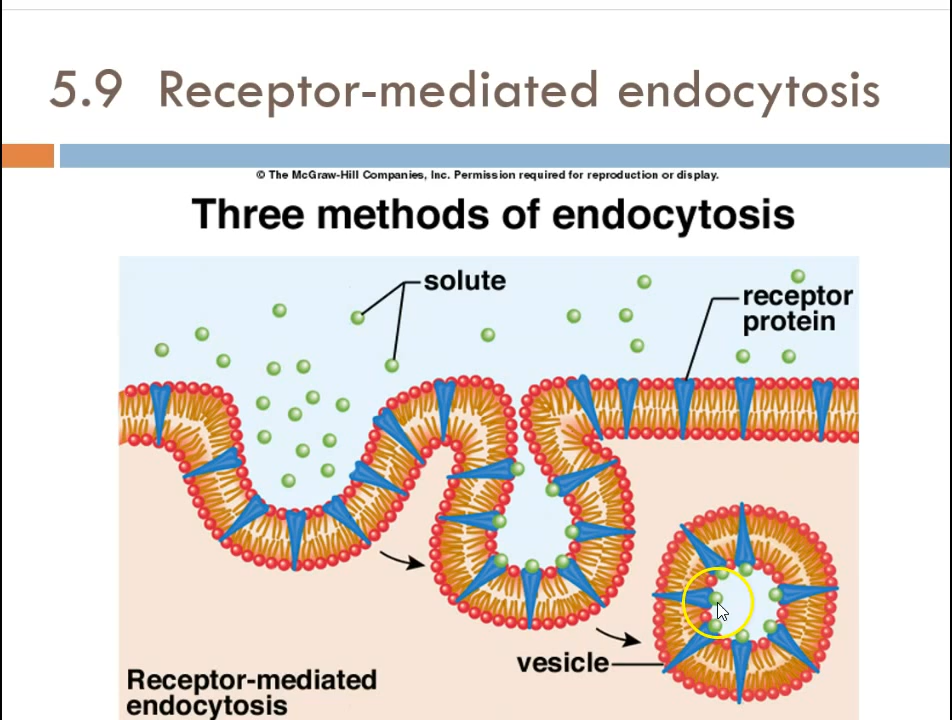 5.9 Receptor-mediated endocytosis
© The McGraw-Hill Companies, Inc. Permission required for reproduction or display.
Three methods of endocytosis
solute
receptor
protein
vesicle
Receptor-mediated
endocytosis